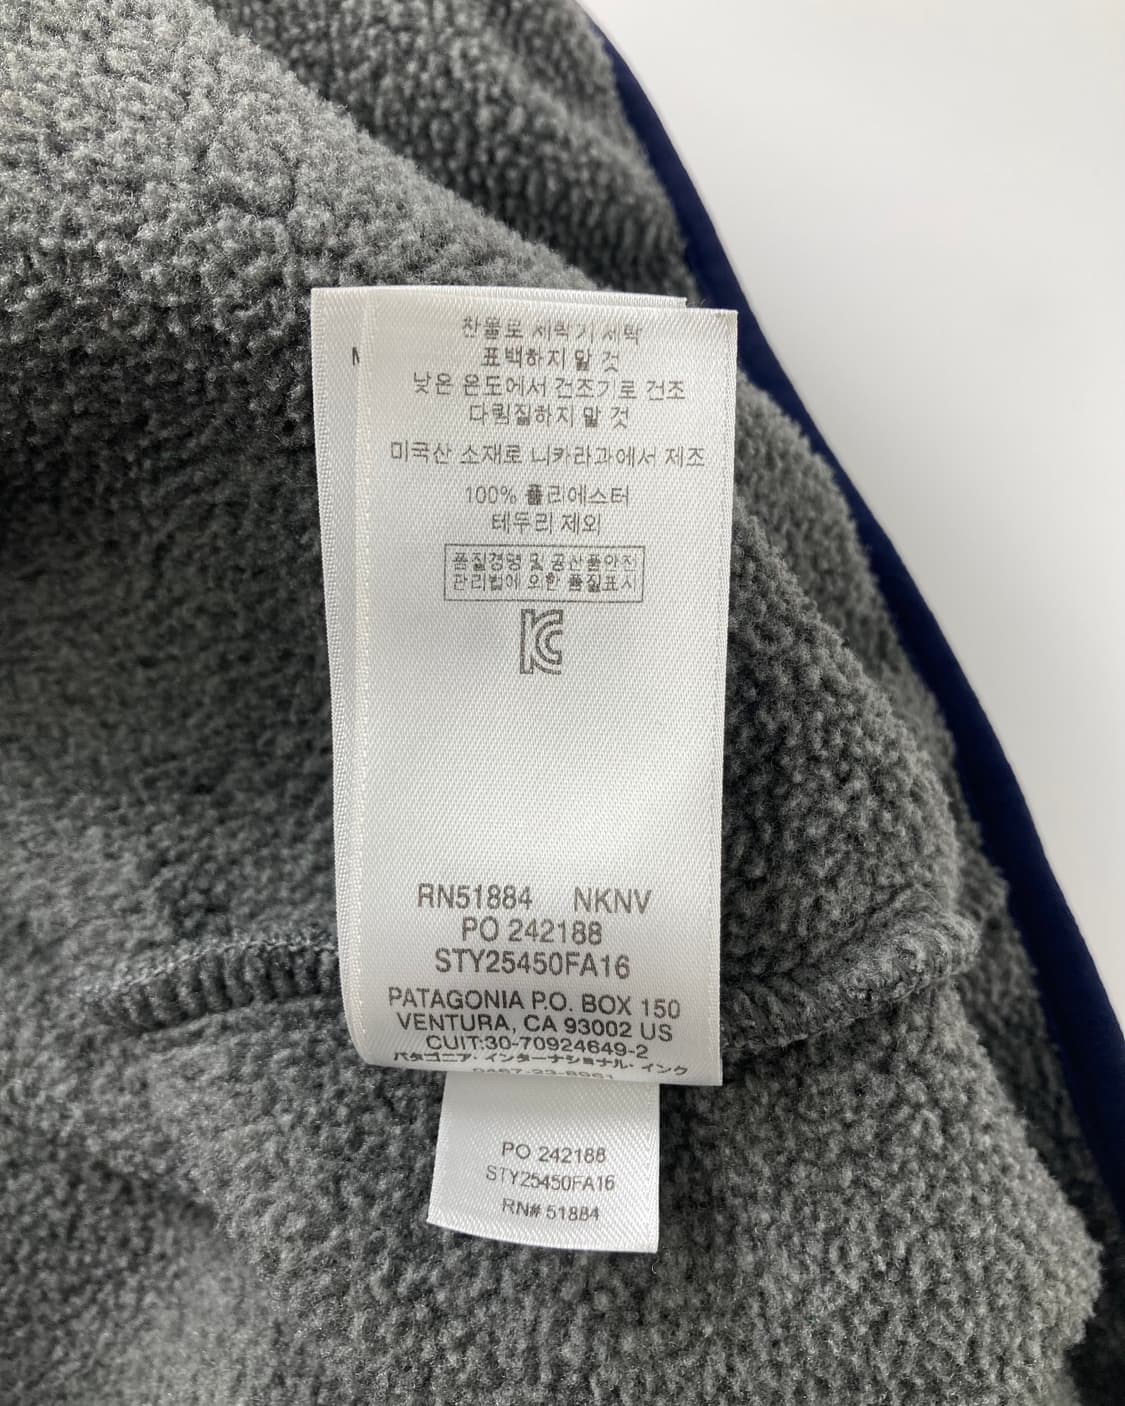 찬물로 세탁기 세탁
표백하지 말 것
낮은 온도에서 건조기로 건조
다림질하지 말 것
미국산 소재로 니카라과에서 제조
100% 폴리에스터
테두리 제외
품질경영 및 공산품안전
관리법에 의한 품질표시
KC
RN51884 NKNV
PO 242188
STY25450FA16
PATAGONIA P.O. BOX 150
VENTURA, CA 93002 US
CUIT:30-70924649-2
パタゴニア・インターナショナル・インク
PO 242188
STY25450FA16
RN# 51884